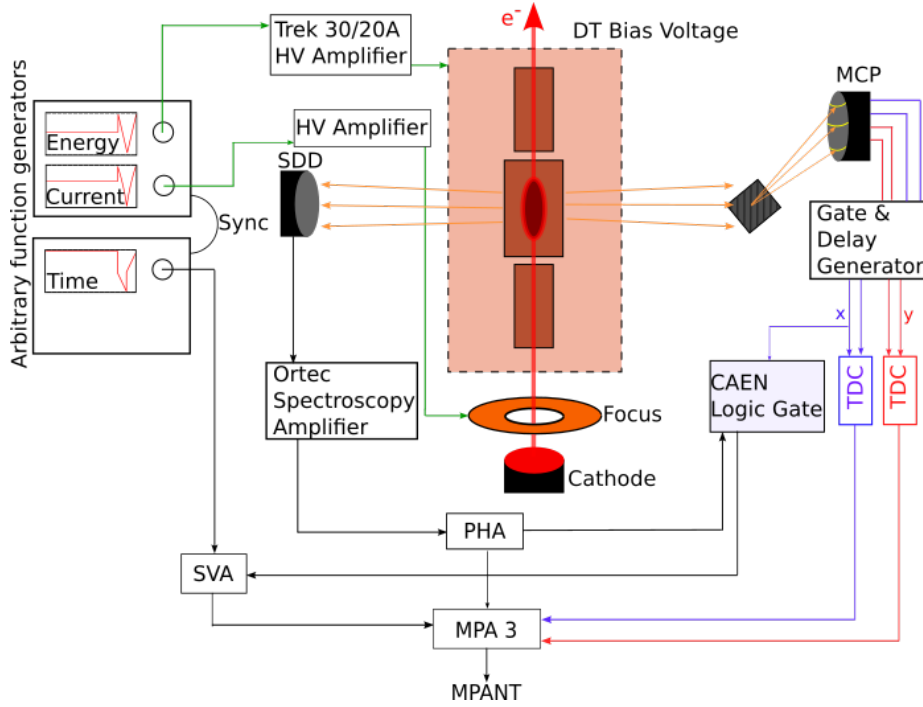 e-
Trek 30/20A
HV Amplifier
DT Bias Voltage
MCP
Arbitrary function generators
Energy
Current
HV Amplifier
SDD
Sync
Time
Gate &
Delay
Generator
x
y
Ortec
Spectroscopy
Amplifier
CAEN
Logic Gate
TDC
TDC
Focus
Cathode
PHA
SVA
MPA 3
MPANT